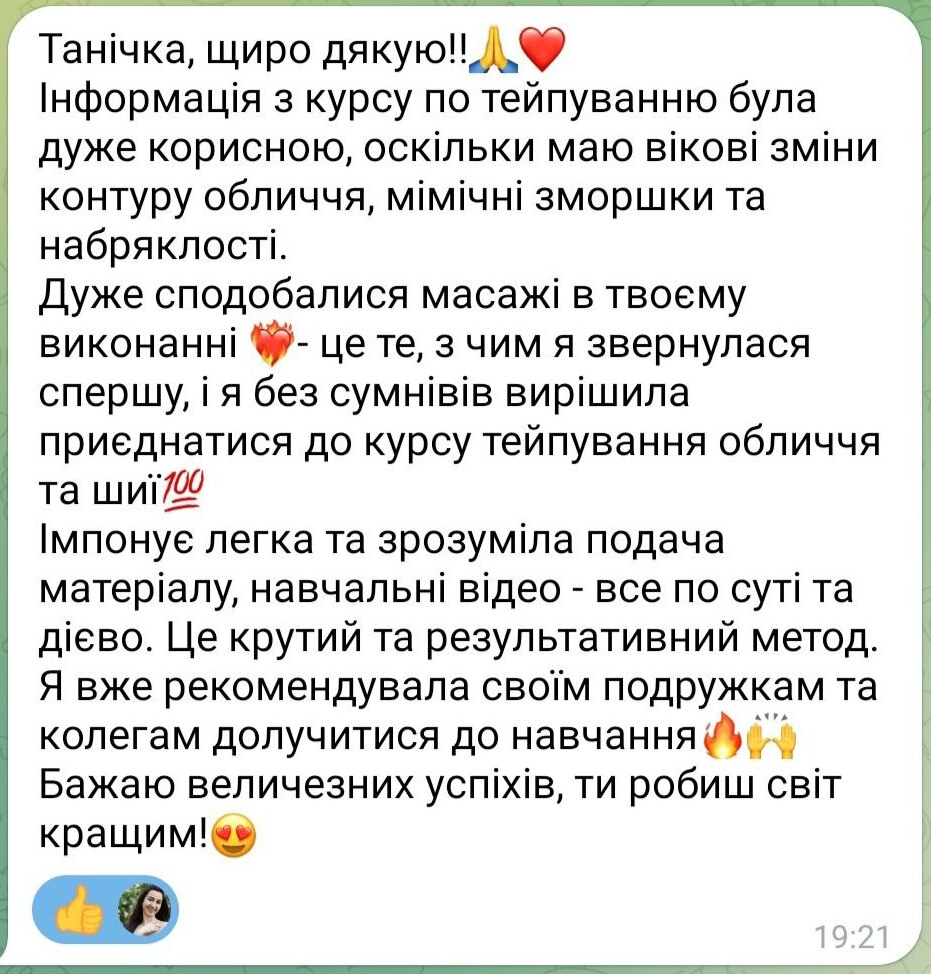 Танічка, щиро дякую!!🙏❤️
Інформація з курсу по тейпуванню була
дуже корисною, оскільки маю вікові зміни
контуру обличчя, мімічні зморшки та
набряклості.
Дуже сподобалися масажі в твоєму
виконанні ❤️‍🔥- це те, з чим я звернулася
спершу, і я без сумнівів вирішила
приєднатися до курсу тейпування обличчя
та шиї💯
Імпонує легка та зрозуміла подача
матеріалу, навчальні відео - все по суті та
дієво. Це крутий та результативний метод.
Я вже рекомендувала своїм подружкам та
колегам долучитися до навчання🔥🙌
Бажаю величезних успіхів, ти робиш світ
кращим!😍
👍
19:21